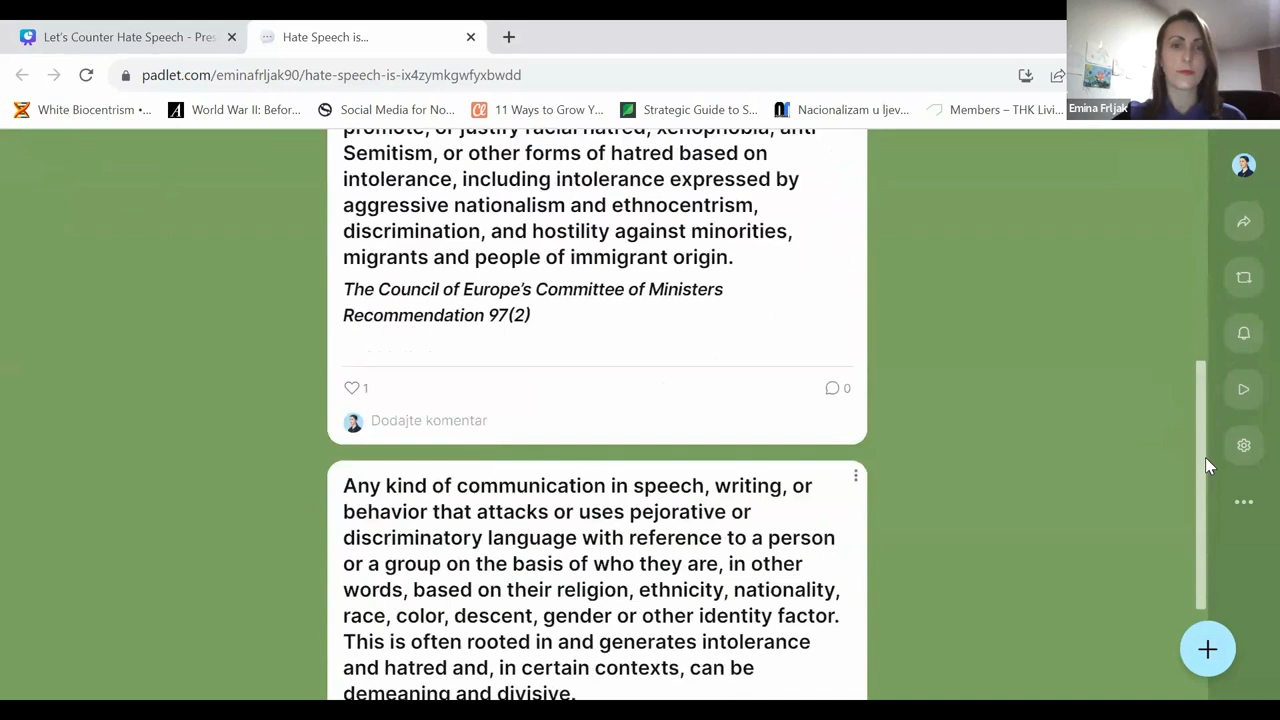 Let's Counter Hate Speech - Pres
Hate Speech is...
padlet.com/eminafrljak90/hate-speech-is-ix4zymkgwfyxbwdd
White Biocentrism •...
World War II: Befor...
Social Media for No...
11 Ways to Grow Y...
Strategic Guide to S...
Nacionalizam u ljev...
Members – THK Livi...
Emina Frljak
promote, or justify racial hatred, xenophobia, anti-
Semitism, or other forms of hatred based on
intolerance, including intolerance expressed by
aggressive nationalism and ethnocentrism,
discrimination, and hostility against minorities,
migrants and people of immigrant origin.
The Council of Europe's Committee of Ministers
Recommendation 97(2)
1
0
Dodajte komentar
Any kind of communication in speech, writing, or
behavior that attacks or uses pejorative or
discriminatory language with reference to a person
or a group on the basis of who they are, in other
words, based on their religion, ethnicity, nationality,
race, color, descent, gender or other identity factor.
This is often rooted in and generates intolerance
and hatred and, in certain contexts, can be
demeaning and divisive.